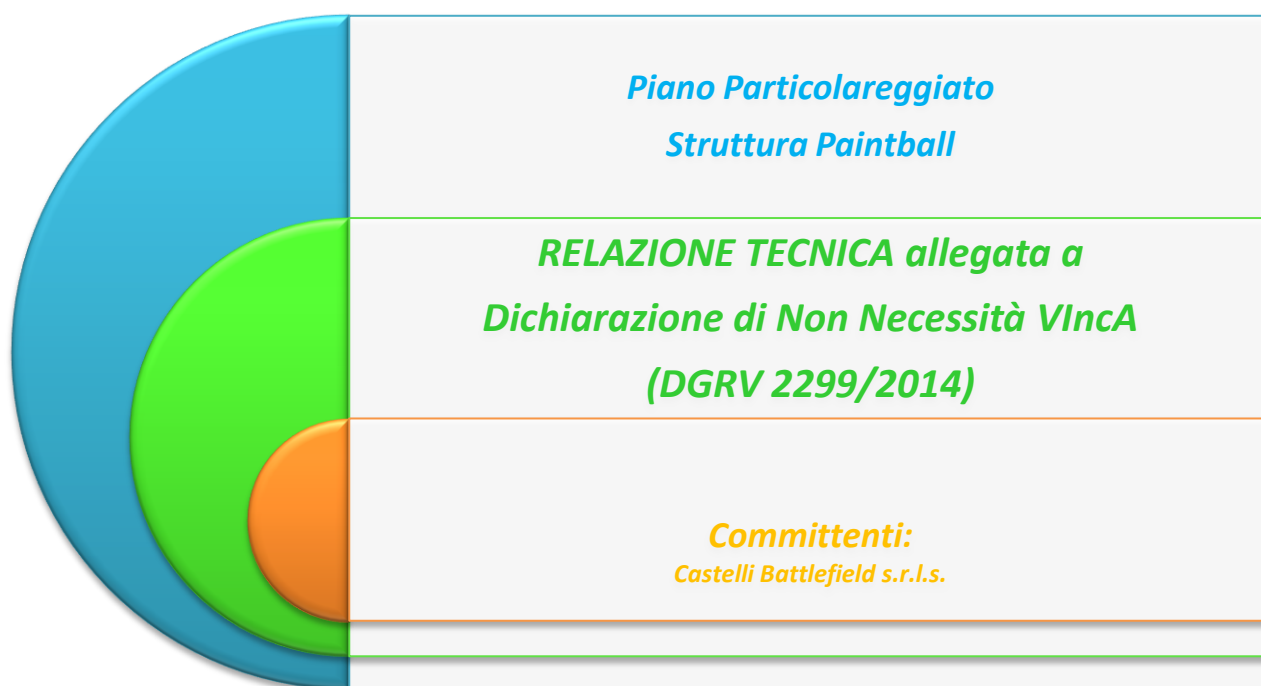 Piano Particolareggiato
Struttura Paintball
RELAZIONE TECNICA allegata a
Dichiarazione di Non Necessità VIncA
(DGRV 2299/2014)
Committenti:
Castelli Battlefield s.r.l.s.